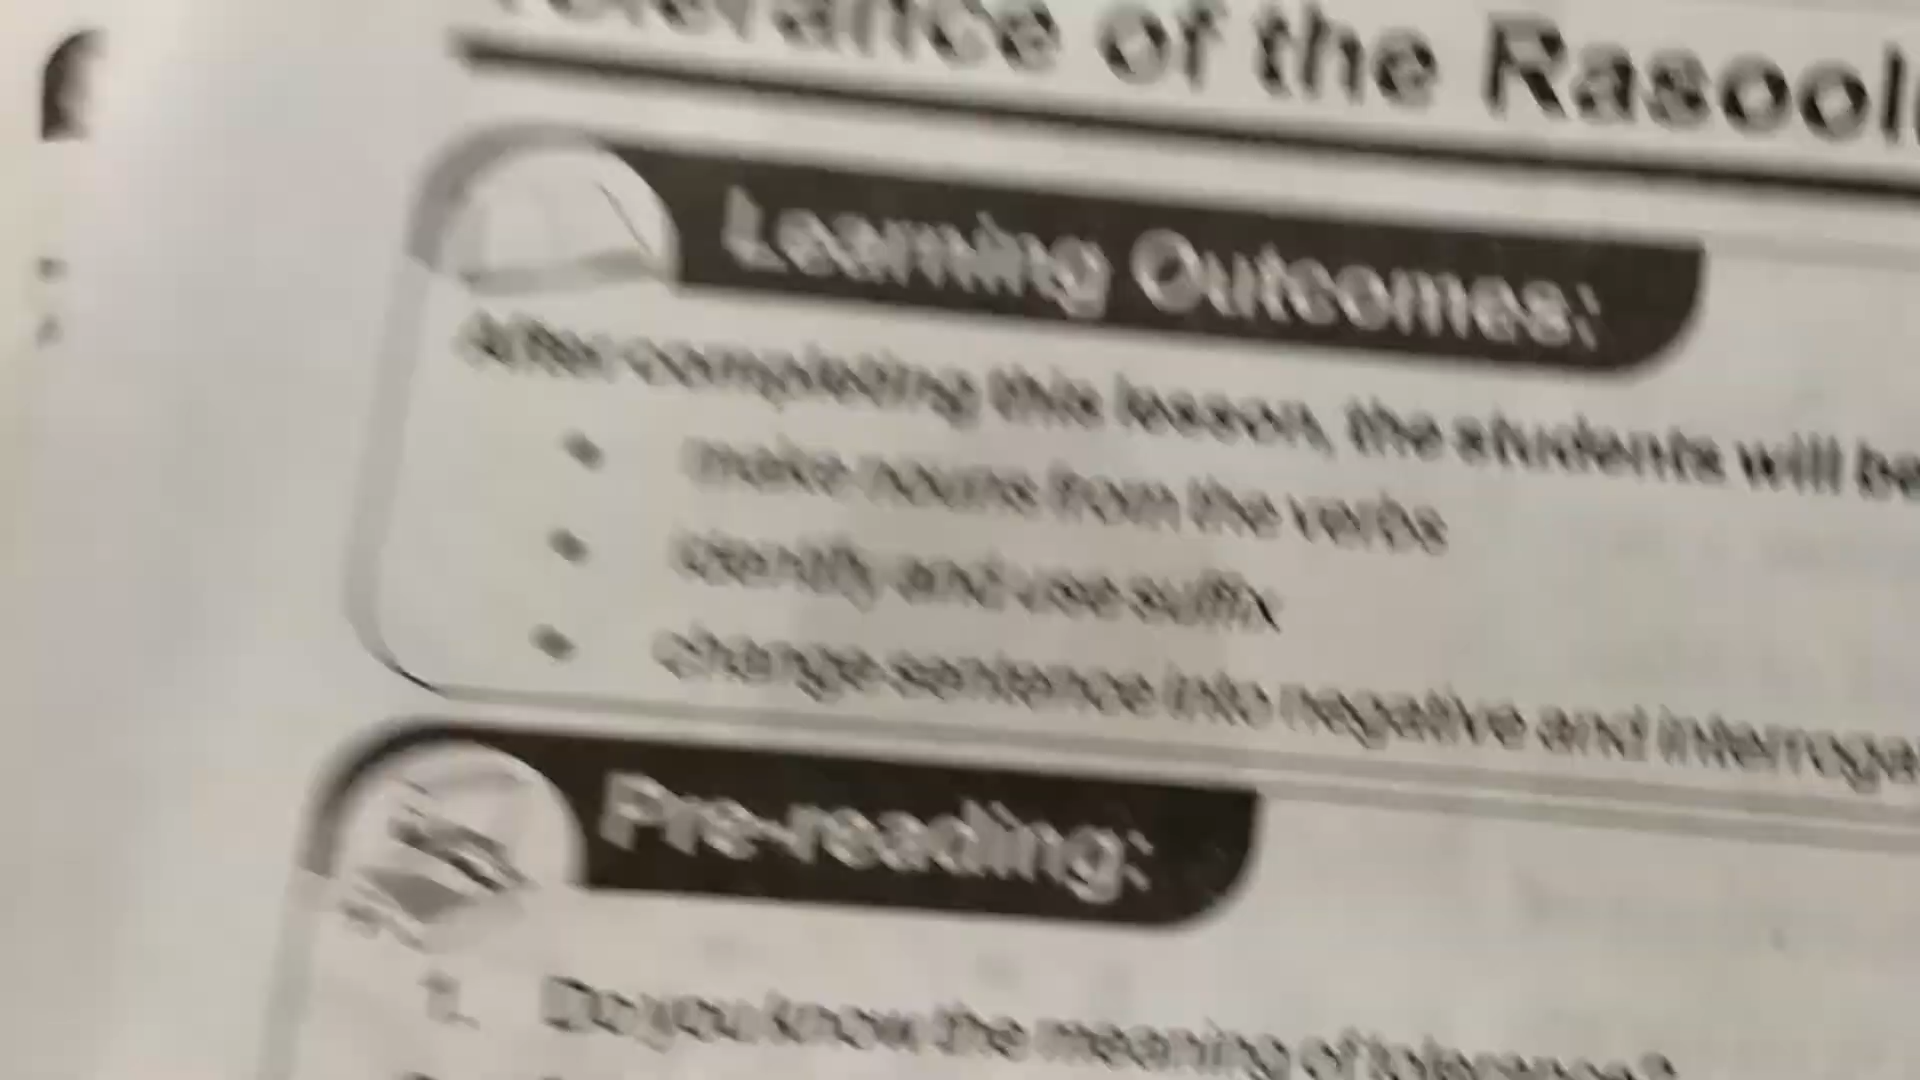 of the Rasool
Learning Outcomes:
After completing this lesson, the students will be
make nouns from the verbs
identify and use suffix
change sentence into negative and interroga
Pre-reading:
1. Do you know the meaning of tolerance?